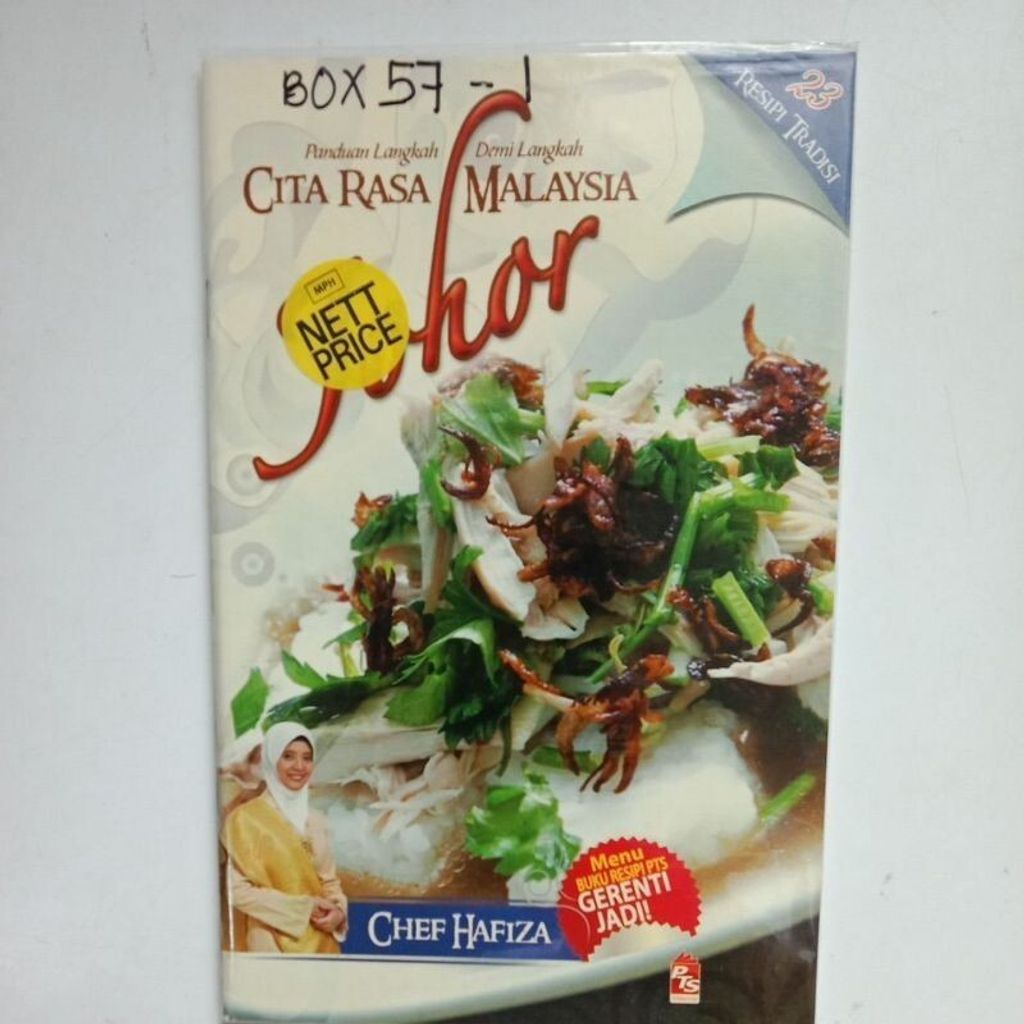 BOX 57 - 1
23
RESIPI TRADISI
Panduan Langkah Demi Langkah
CITA RASA MALAYSIA
Johor
MPH
NETT
PRICE
CHEF HAFIZA
Menu
BUKU RESIPI PTS
GERENTI
JADI!
PTS